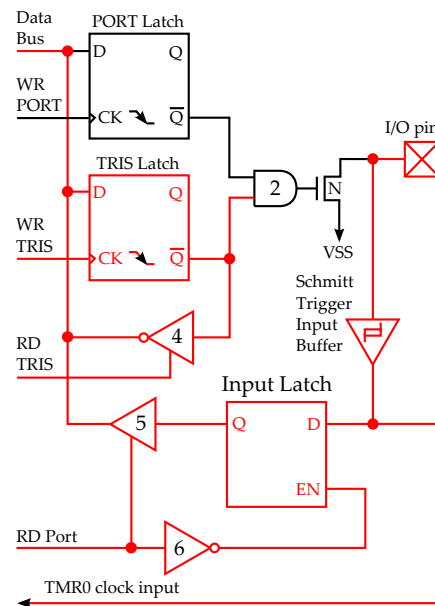 Data
Bus
PORT Latch
D
Q
WR
PORT
CK
Q
I/O pin
TRIS Latch
2
N
D
Q
WR
TRIS
CK
Q
VSS
Schmitt
Trigger
Input
Buffer
4
RD
TRIS
Input Latch
5
Q
D
EN
RD Port
6
TMR0 clock input